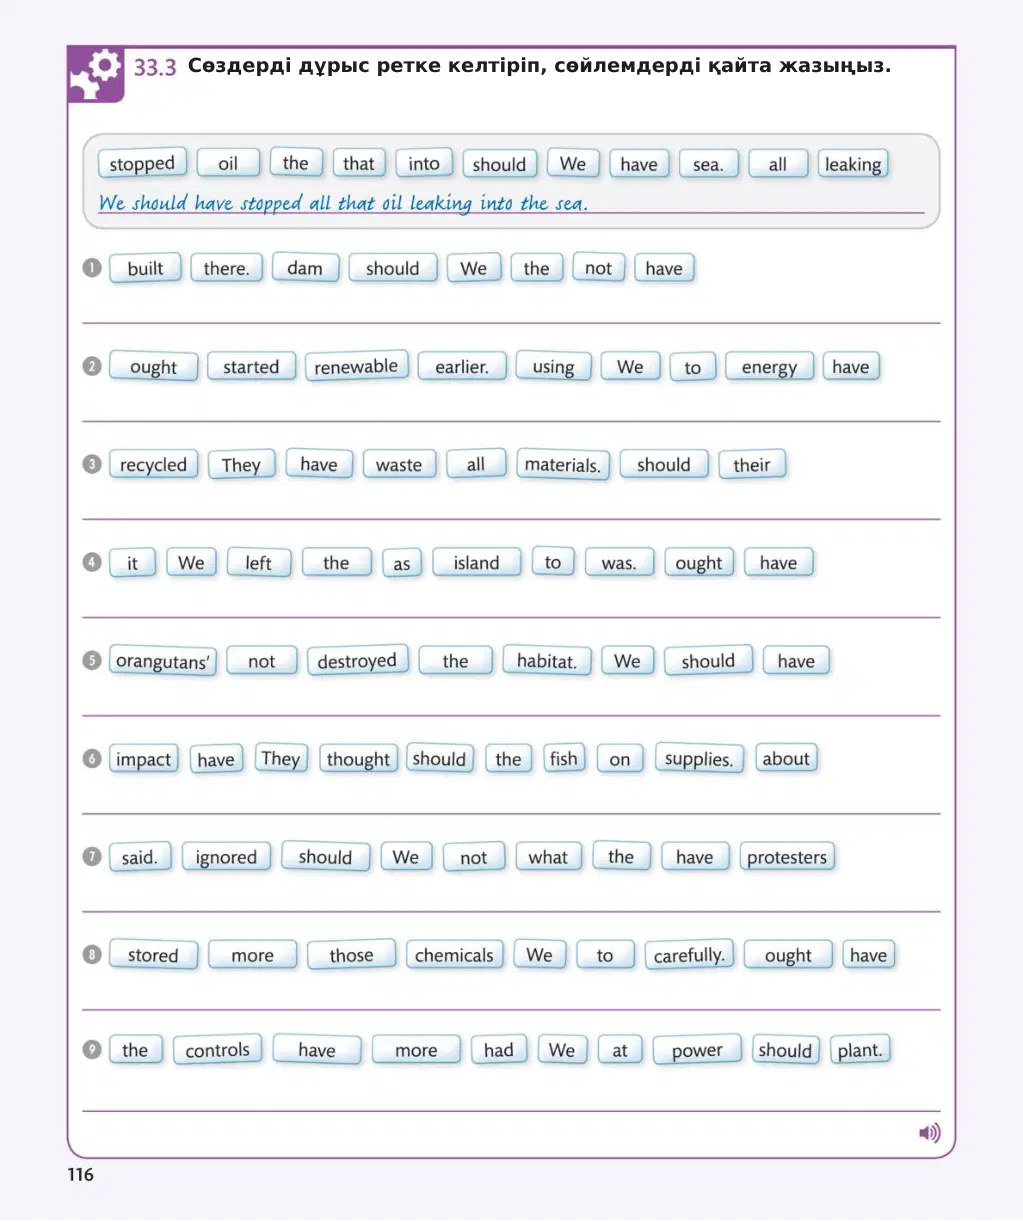 33.3 Сөздерді дұрыс ретке келтіріп, сөйлемдерді қайта жазыңыз.
stopped oil the that into should We have sea. all leaking
We should have stopped all that oil leaking into the sea.
1 built there. dam should We the not have
2 ought started renewable earlier. using We to energy have
3 recycled They have waste all materials. should their
4 it We left the as island to was. ought have
5 orangutans' not destroyed the habitat. We should have
6 impact have They thought should the fish on supplies. about
7 said. ignored should We not what the have protesters
8 stored more those chemicals We to carefully. ought have
9 the controls have more had We at power should plant.
116